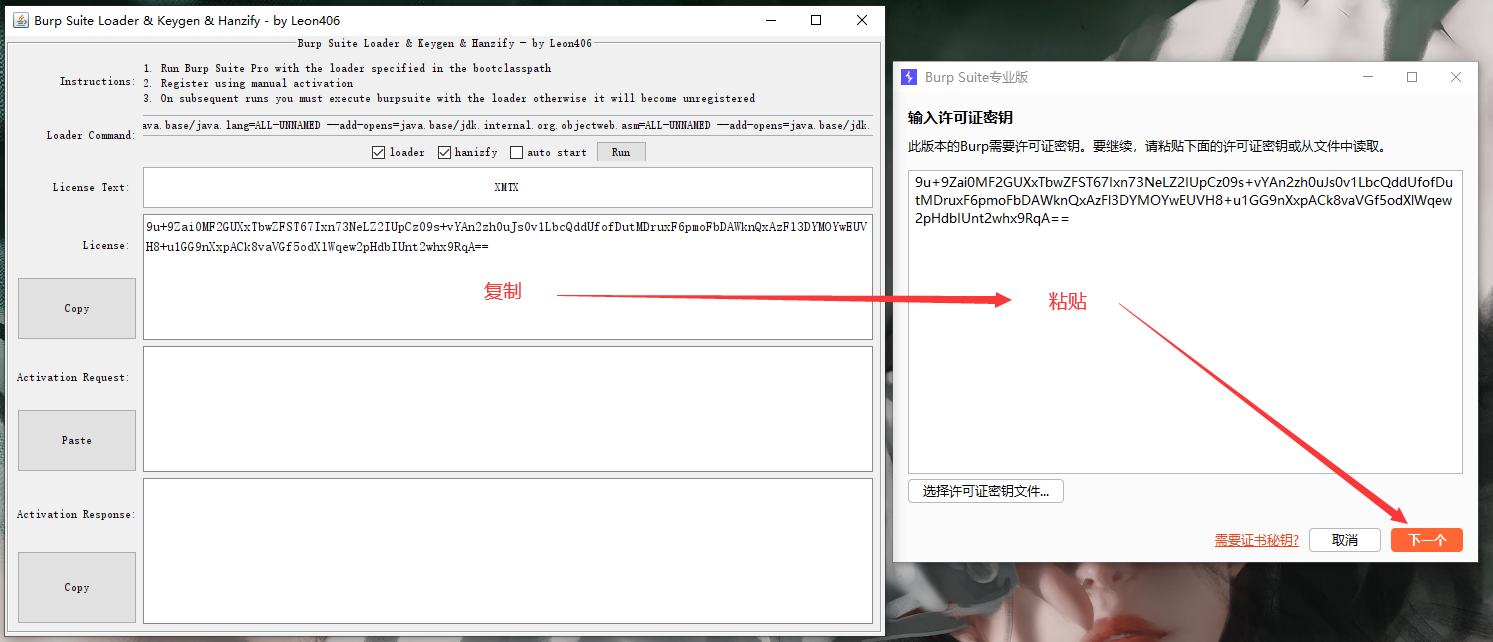 Burp Suite Loader & Keygen & Hanzify - by Leon406
Burp Suite Loader & Keygen & Hanzify - by Leon406
Instructions:
1. Run Burp Suite Pro with the loader specified in the bootclasspath
2. Register using manual activation
3. On subsequent runs you must execute burpsuite with the loader otherwise it will become unregistered
Loader Command:
ava.base/java.lang=ALL-UNNAMED --add-opens=java.base/jdk.internal.org.objectweb.asm=ALL-UNNAMED --add-opens=java.base/jdk.
loader
hanizfy
auto start
Run
License Text:
XMTX
License:
9u+9Zai0MF2GUXxTbwZFST67Ixn73NeLZ2IUpCz09s+vYAn2zh0uJs0v1LbcQddUfofDutMDruxF6pmoFbDAWknQxAzFl3DYMOYwEUV
H8+u1GG9nXxpACk8vaVGf5odXlWqew2pHdbIUnt2whx9RqA==
Copy
复制
Activation Request:
Paste
Activation Response:
Copy
Burp Suite专业版
输入许可证密钥
此版本的Burp需要许可证密钥。要继续，请粘贴下面的许可证密钥或从文件中读取。
9u+9Zai0MF2GUXxTbwZFST67Ixn73NeLZ2IUpCz09s+vYAn2zh0uJs0v1LbcQddUfofDu
tMDruxF6pmoFbDAWknQxAzFl3DYMOYwEUVH8+u1GG9nXxpACk8vaVGf5odXlWqew
2pHdbIUnt2whx9RqA==
粘贴
选择许可证密钥文件...
需要证书秘钥?
取消
下一个